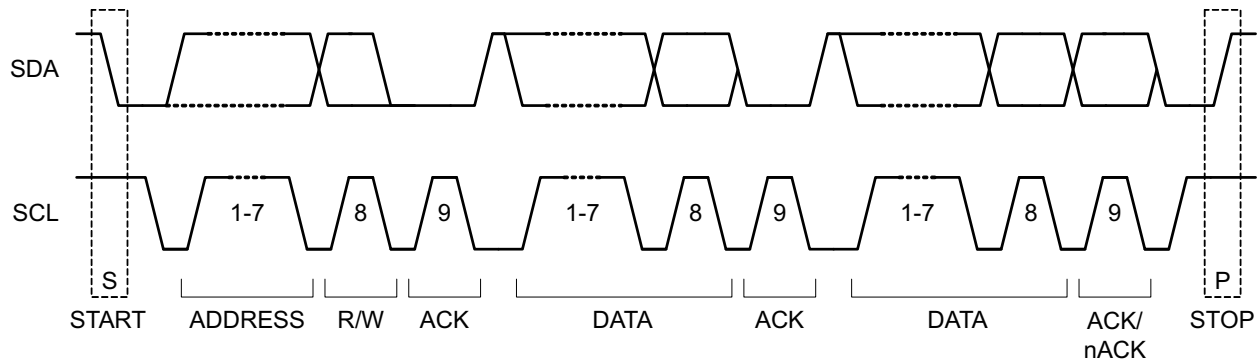 SDA
SCL
1-7 8 9 1-7 8 9 1-7 8 9
S P
START ADDRESS R/W ACK DATA ACK DATA ACK/ STOP
nACK